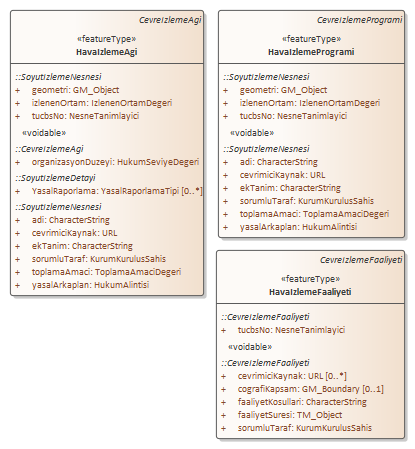 CevreIzlemeAgi
«featureType»
HavaIzlemeAgi
::SoyutIzlemeNesnesi
+ geometri: GM_Object
+ izlenenOrtam: IzlenenOrtamDegeri
+ tucbsNo: NesneTanimlayici
«voidable»
::CevreIzlemeAgi
+ organizasyonDuzeyi: HukumSeviyeDegeri
::SoyutIzlemeDetayi
+ YasalRaporlama: YasalRaporlamaTipi [0..*]
::SoyutIzlemeNesnesi
+ adi: CharacterString
+ cevrimiciKaynak: URL
+ ekTanim: CharacterString
+ sorumluTaraf: KurumKurulusSahis
+ toplamaAmaci: ToplamaAmaciDegeri
+ yasalArkaplan: HukumAlintisi
CevreIzlemeProgrami
«featureType»
HavaIzlemeProgrami
::SoyutIzlemeNesnesi
+ geometri: GM_Object
+ izlenenOrtam: IzlenenOrtamDegeri
+ tucbsNo: NesneTanimlayici
«voidable»
::SoyutIzlemeNesnesi
+ adi: CharacterString
+ cevrimiciKaynak: URL
+ ekTanim: CharacterString
+ sorumluTaraf: KurumKurulusSahis
+ toplamaAmaci: ToplamaAmaciDegeri
+ yasalArkaplan: HukumAlintisi
CevreIzlemeFaaliyeti
«featureType»
HavaIzlemeFaaliyeti
::CevreIzlemeFaaliyeti
+ tucbsNo: NesneTanimlayici
«voidable»
::CevreIzlemeFaaliyeti
+ cevrimiciKaynak: URL [0..*]
+ cografiKapsam: GM_Boundary [0..1]
+ faaliyetKosullari: CharacterString
+ faaliyetSuresi: TM_Object
+ sorumluTaraf: KurumKurulusSahis